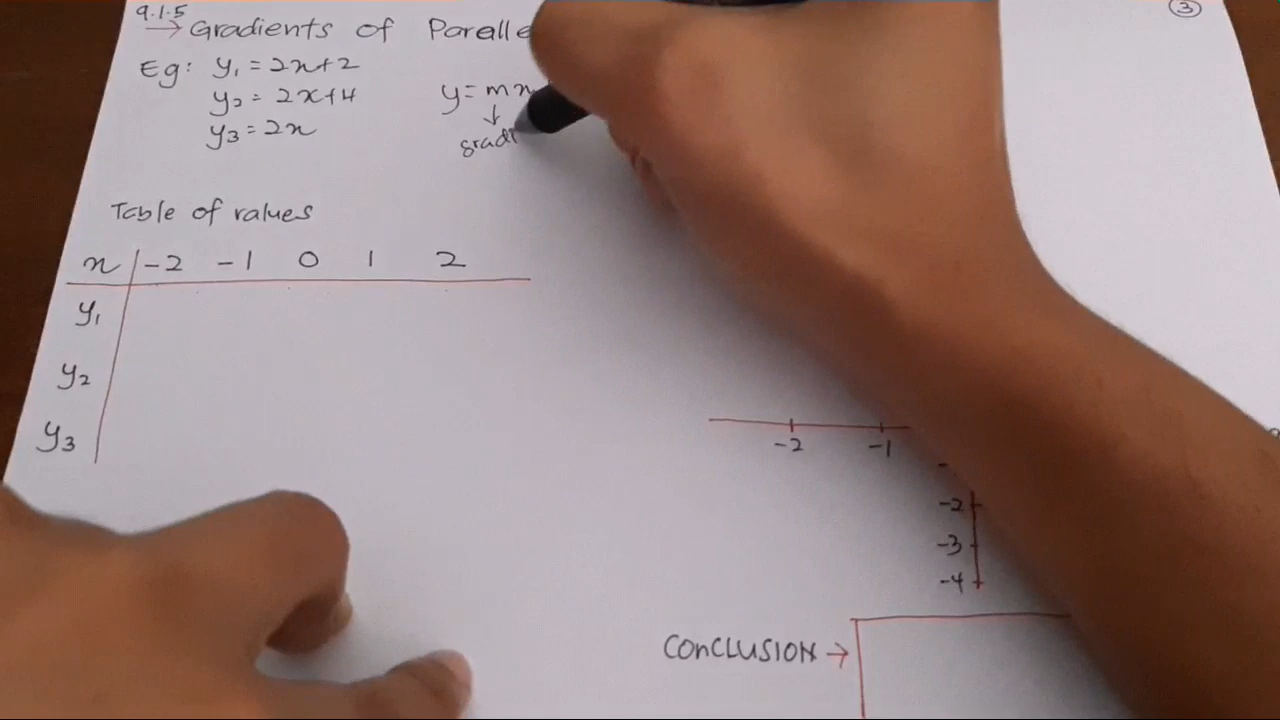 ③
9.1.5
→ Gradients of Paralle
Eg: y₁ = 2x+2
y₂ = 2x+4
y₃ = 2x
y = mx
↓
gradi
Table of values
x -2 -1 0 1 2
y₁
y₂
y₃
-2 -1
-2
-3
-4
CONCLUSION →